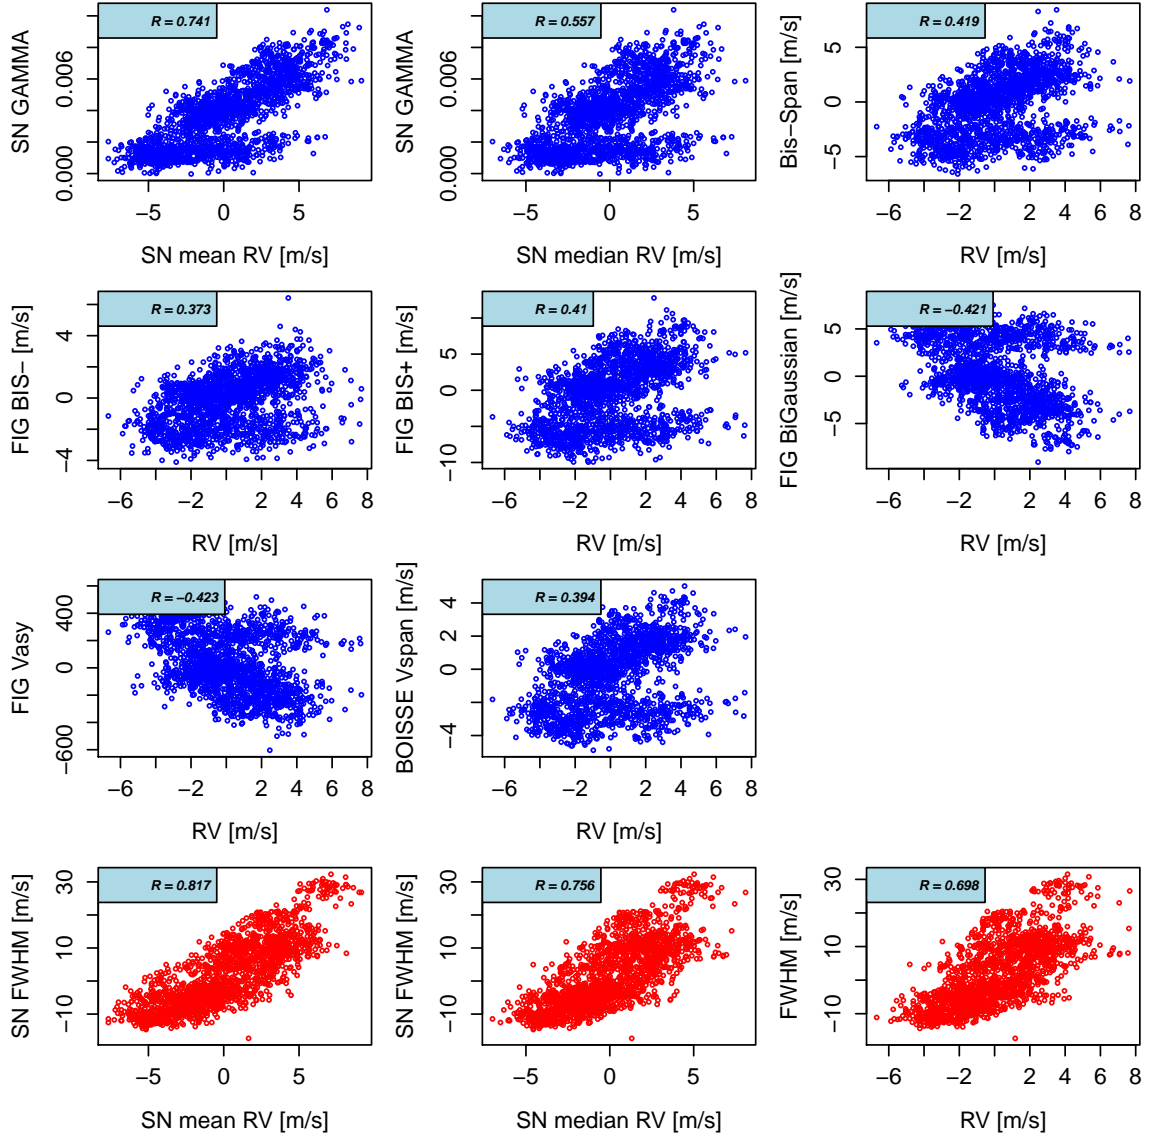 R = 0.741
SN GAMMA
0.000 0.006
−5 0 5
SN mean RV [m/s]
R = 0.557
SN GAMMA
0.000 0.006
−5 0 5
SN median RV [m/s]
R = 0.419
Bis−Span [m/s]
−5 0 5
−6 −2 0 2 4 6 8
RV [m/s]
R = 0.373
FIG BIS− [m/s]
−4 0 4
−6 −2 0 2 4 6 8
RV [m/s]
R = 0.41
FIG BIS+ [m/s]
−10 0 5
−6 −2 0 2 4 6 8
RV [m/s]
R = −0.421
FIG BiGaussian [m/s]
−5 0 5
−6 −2 0 2 4 6 8
RV [m/s]
R = −0.423
FIG Vasy
−600 0 400
−6 −2 0 2 4 6 8
RV [m/s]
R = 0.394
BOISSE Vspan [m/s]
−4 0 2 4
−6 −2 0 2 4 6 8
RV [m/s]
R = 0.817
SN FWHM [m/s]
−10 10 30
−5 0 5
SN mean RV [m/s]
R = 0.756
SN FWHM [m/s]
−10 10 30
−5 0 5
SN median RV [m/s]
R = 0.698
FWHM [m/s]
−10 10 30
−6 −2 0 2 4 6 8
RV [m/s]